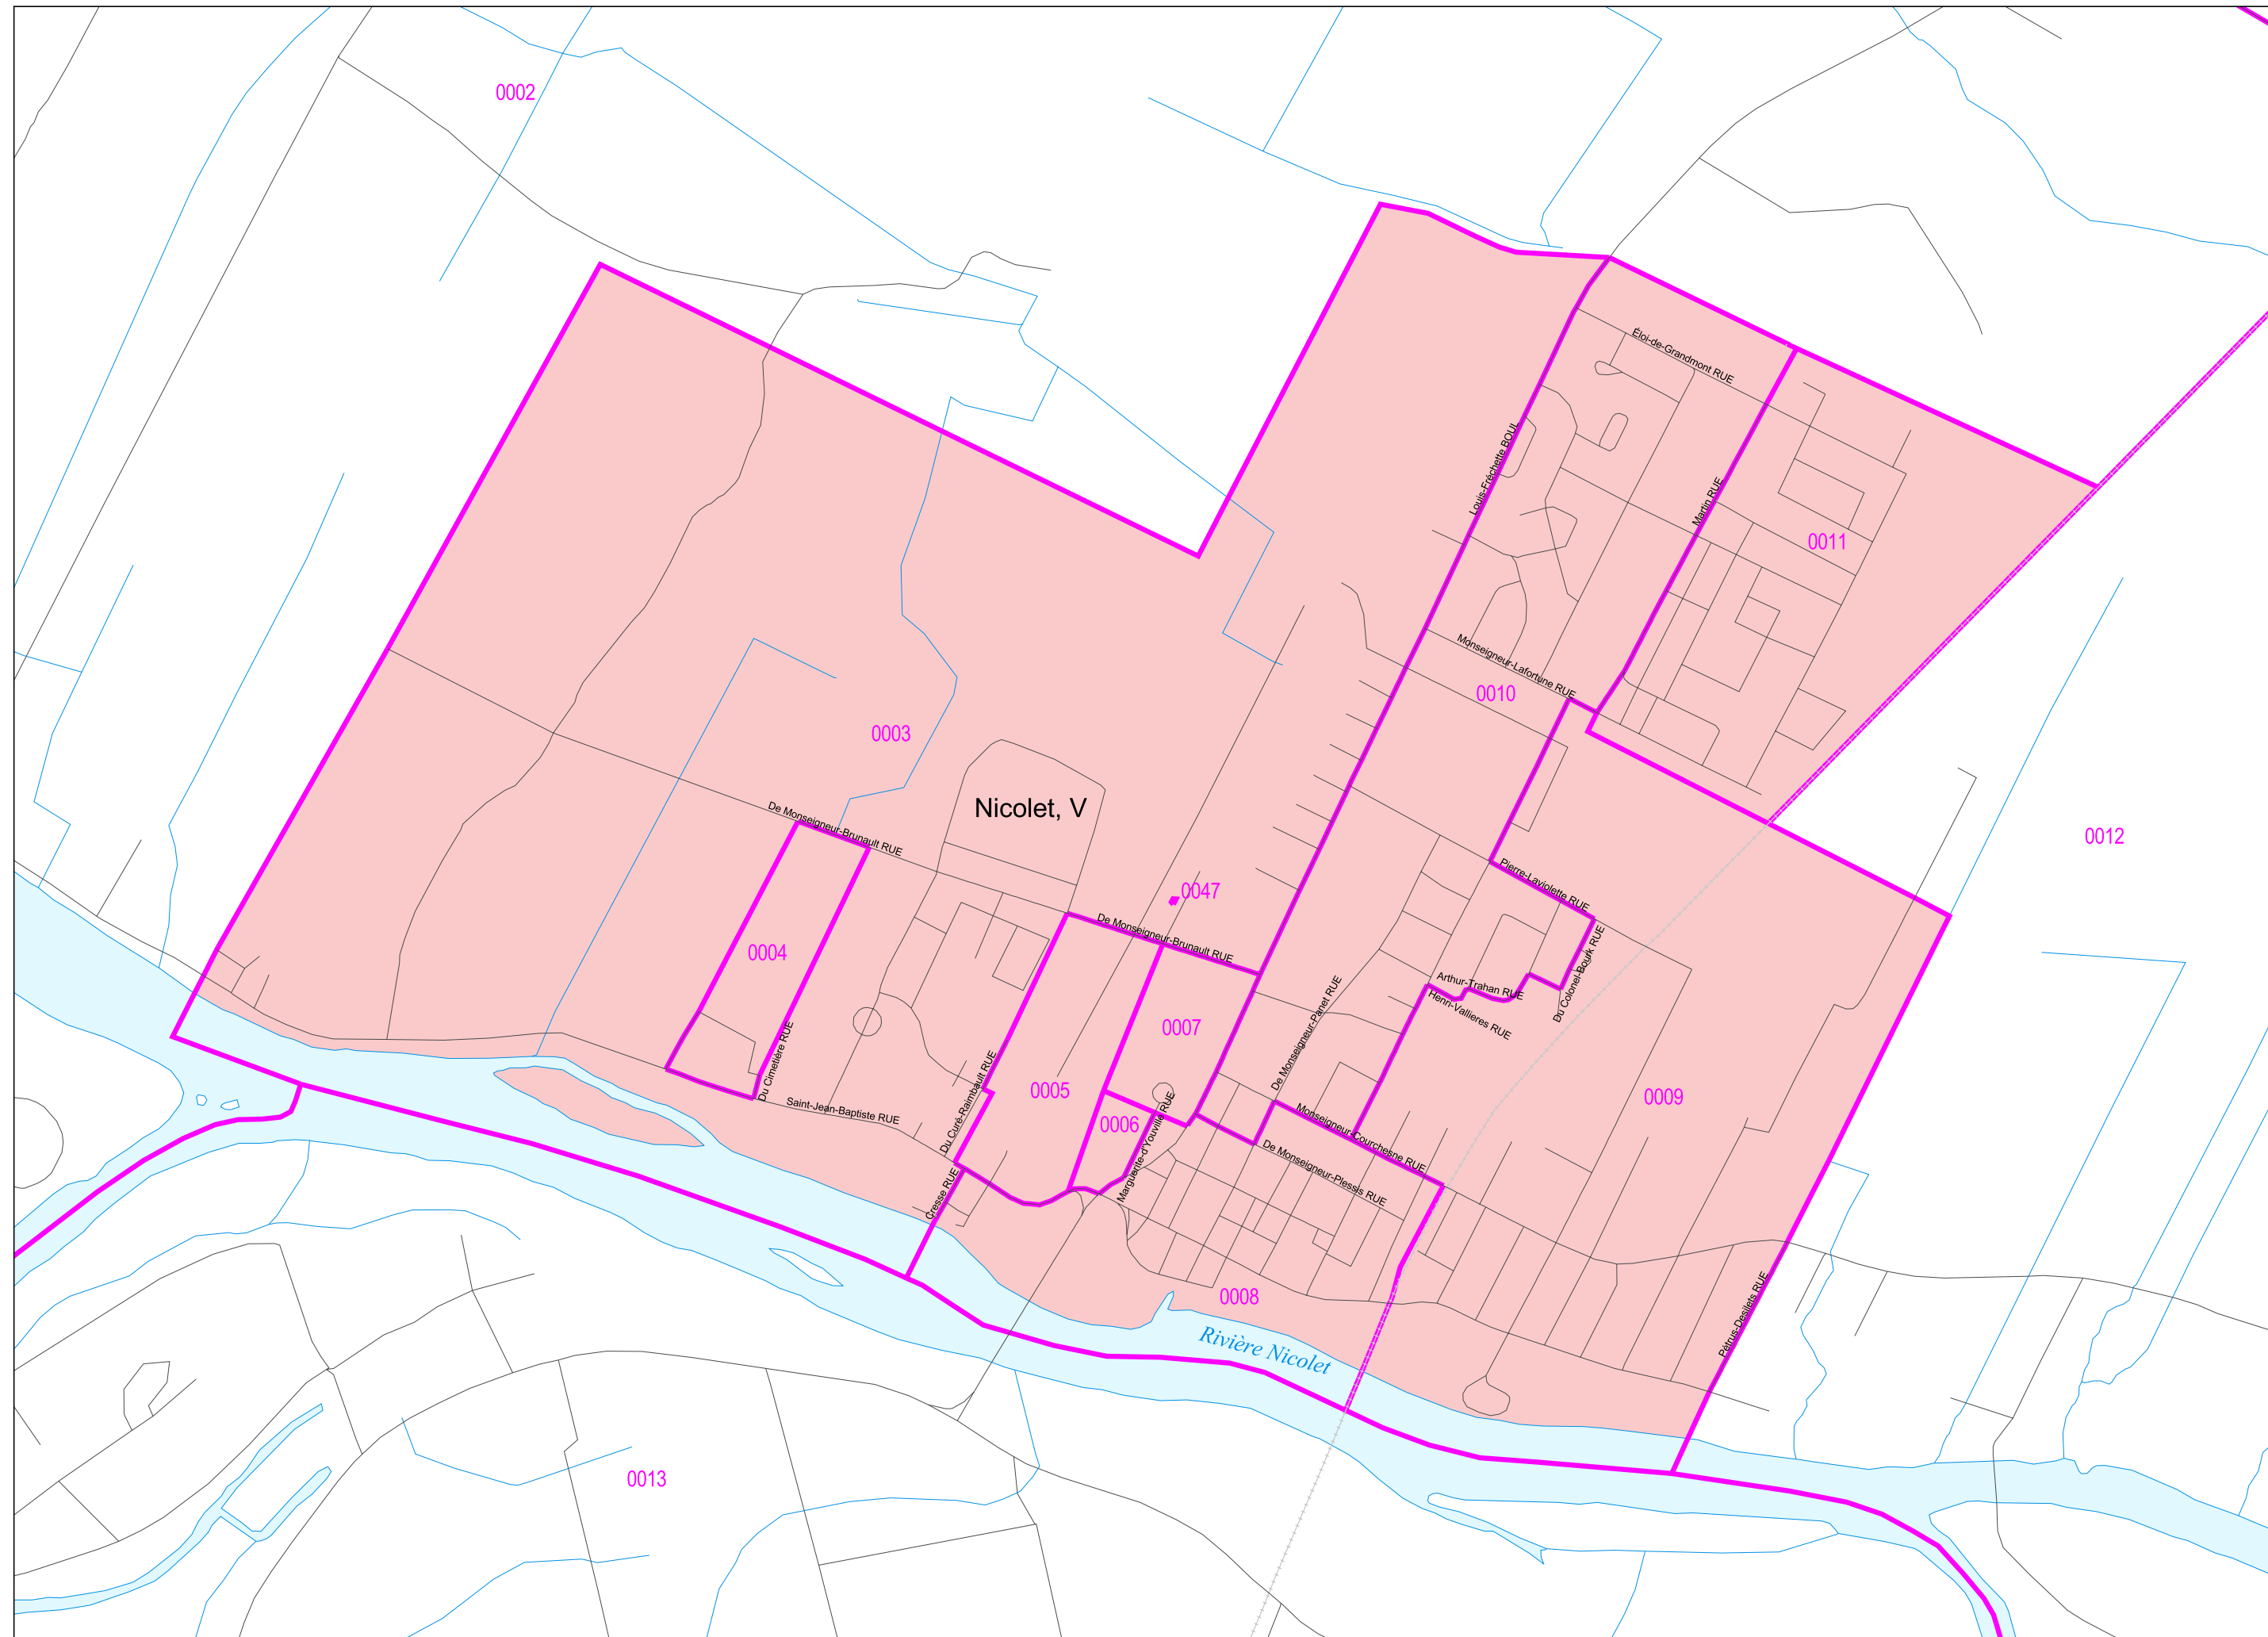 0002
Éloi-de-Grandmont RUE
Louis-Fréchette BOUL
Martin RUE
0011
Monseigneur-Lafortune RUE
0010
0003
Nicolet, V
De Monseigneur-Brunault RUE
0012
Pierre-Laviolette RUE
0047
De Monseigneur-Brunault RUE
0004
Du Colonel-Bourk RUE
Arthur-Trahan RUE
Henri-Vallieres RUE
De Monseigneur-Panet RUE
0007
Du Cimetière RUE
0005
Saint-Jean-Baptiste RUE
Du Curé-Raimbault RUE
0006
Marguerite-d'Youville RUE
Monseigneur-Courchesne RUE
De Monseigneur-Plessis RUE
0009
Cresse RUE
0008
Pétrus-Desilets RUE
Rivière Nicolet
0013